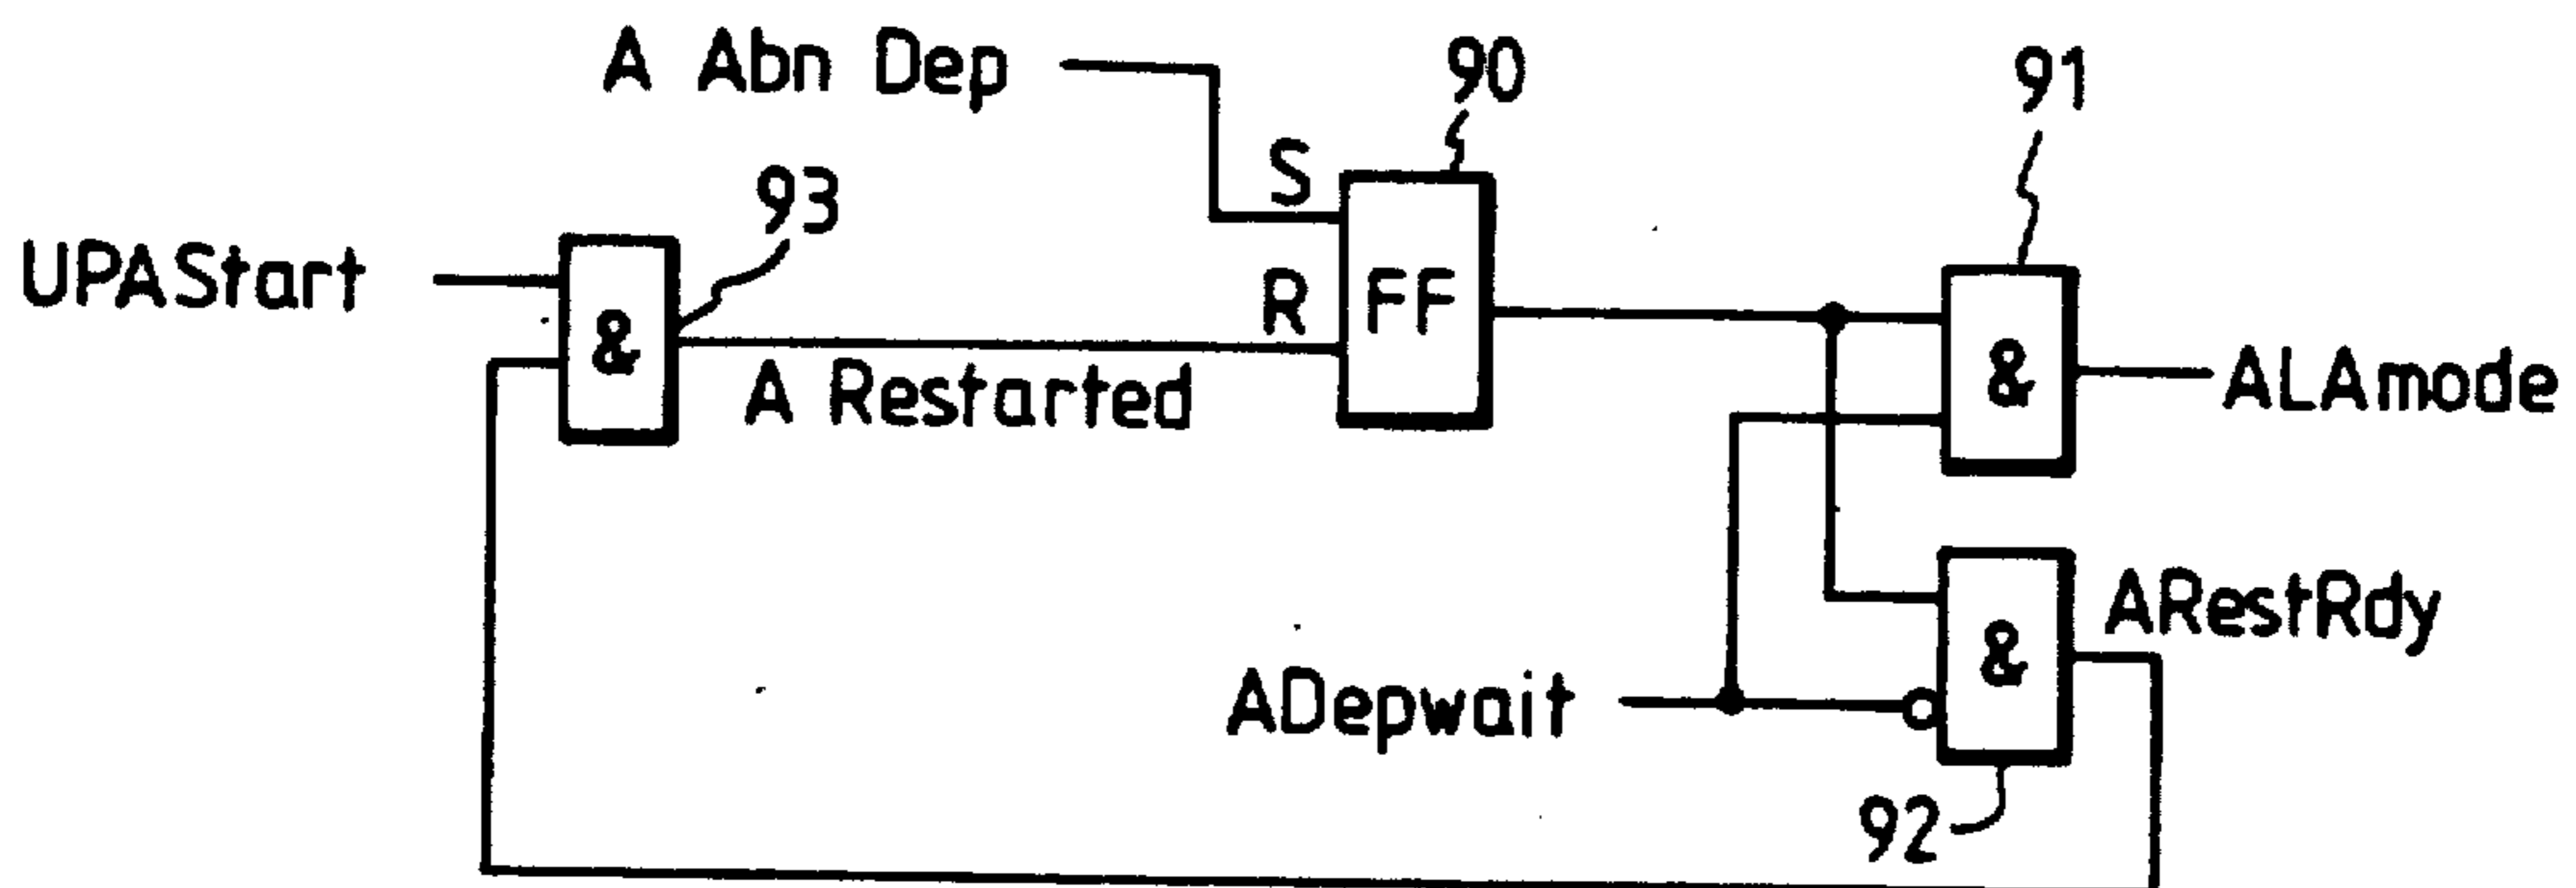 A Abn Dep
90
91
S
93
UPAStart
R
FF
&
&
A Restarted
ALAmode
ARestRdy
&
ADepwait
92